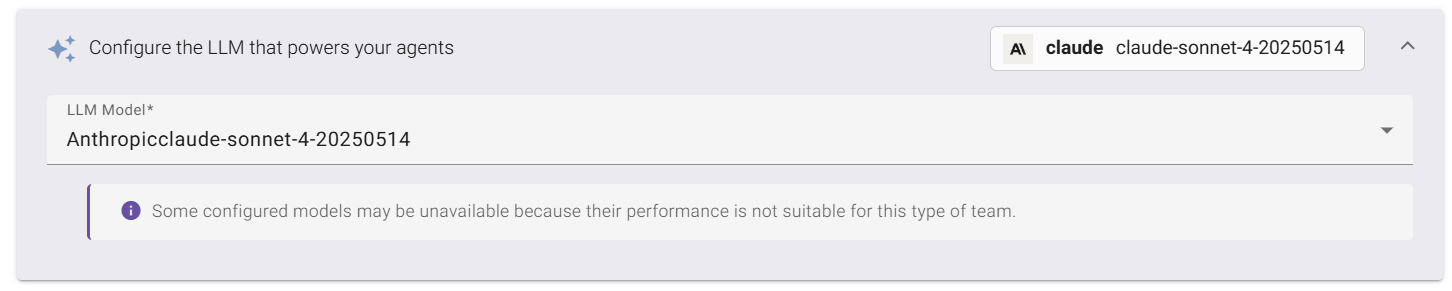 Configure the LLM that powers your agents
A\ claude claude-sonnet-4-20250514
LLM Model*
Anthropicclaude-sonnet-4-20250514
Some configured models may be unavailable because their performance is not suitable for this type of team.